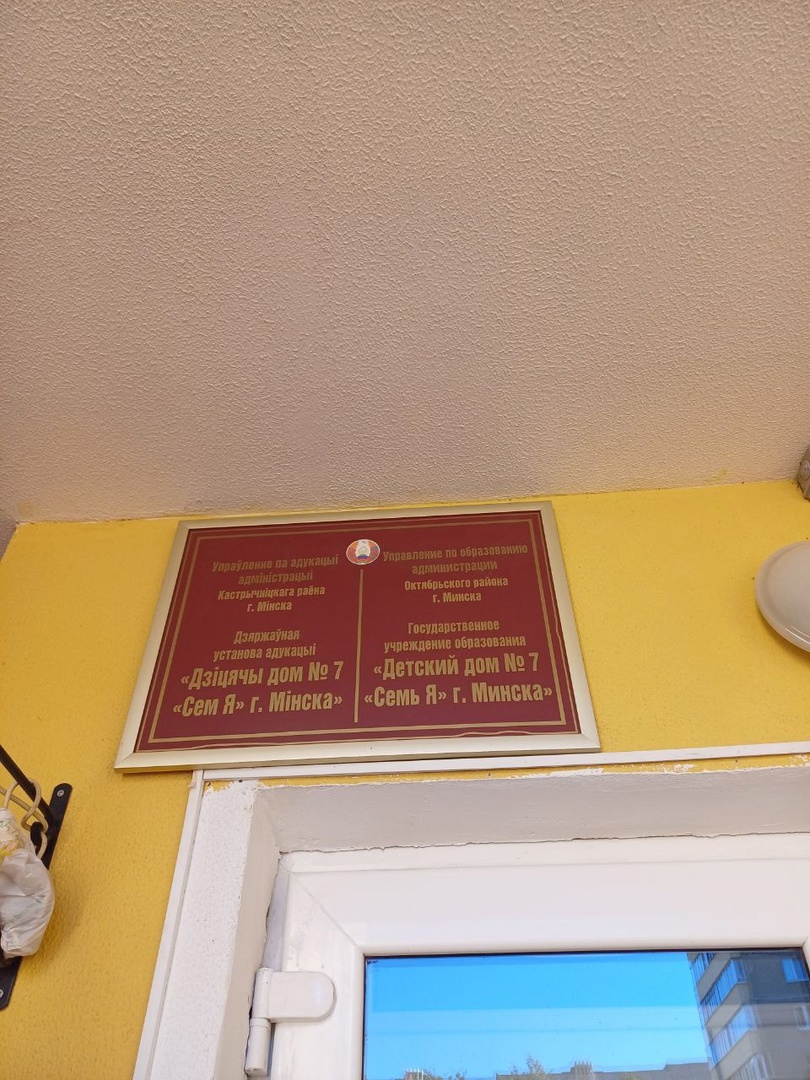 Упраўленне па адукацыі
адміністрацыі
Кастрычніцкага раёна
г. Мінска
Дзяржаўная
установа адукацыі
«Дзіцячы дом № 7
«Сем Я» г. Мінска»
Управление по образованию
администрации
Октябрьского района
г. Минска
Государственное
учреждение образования
«Детский дом № 7
«Семь Я» г. Минска»